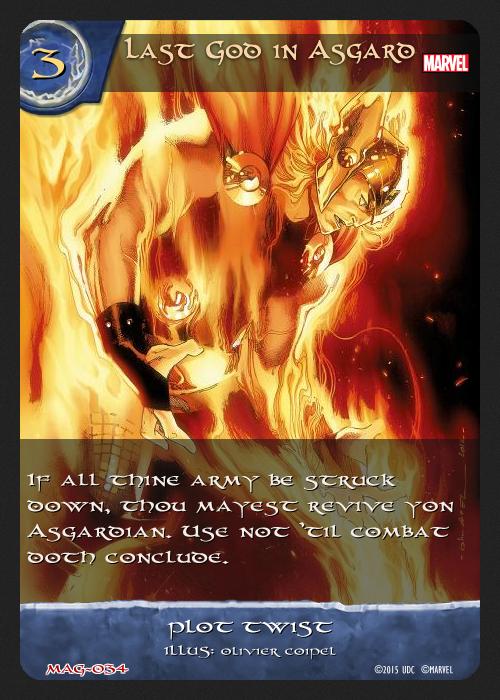 3
Last God in Asgard
MARVEL
If all thine army be struck
down, thou mayest revive yon
Asgardian. Use not 'til combat
doth conclude.
Plot Twist
Illus: Olivier Coipel
MAG-034
©2015 UDC ©MARVEL